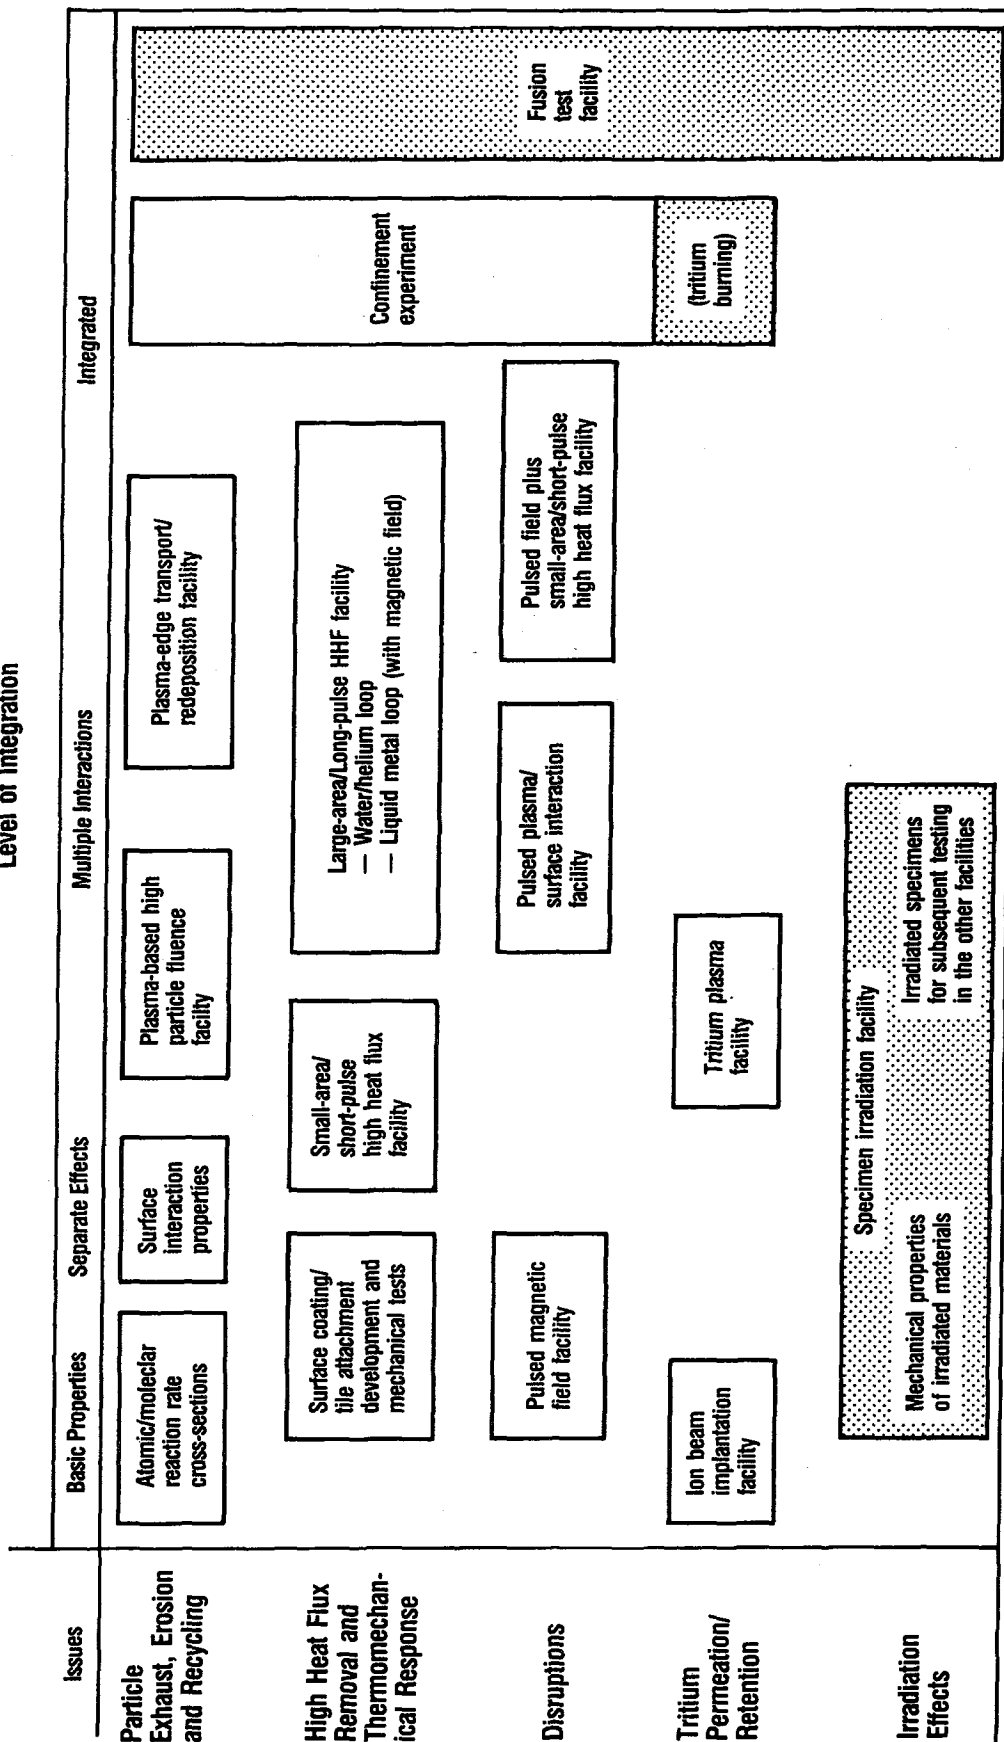 Level of Integration
Issues
Basic Properties
Separate Effects
Multiple Interactions
Integrated
Particle
Exhaust, Erosion
and Recycling
Atomic/moleclar
reaction rate
cross-sections
Surface
interaction
properties
Plasma-based high
particle fluence
facilty
Plasma-edge transport/
redeposition facility
High Heat Flux
Removal and
Thermomechan-
ical Response
Surface coating/
tile attachment
development and
mechanical tests
Small-area/
short-pulse
high heat flux
facility
Large-area/Long-pulse HHF facility
— Water/helium loop
— Liquid metal loop (with magnetic field)
Confinement
experiment
Disruptions
Pulsed magnetic
field facility
Pulsed plasma/
surface interaction
facility
Pulsed field plus
small-area/short-pulse
high heat flux facility
Fusion
test
facility
Tritium
Permeation/
Retention
Ion beam
implantation
facility
Tritium plasma
facility
(tritium
burning)
Irradiation
Effects
Specimen irradiation facility
Mechanical properties
of irradiated materials
Irradiated specimens
for subsequent testing
in the other facilities